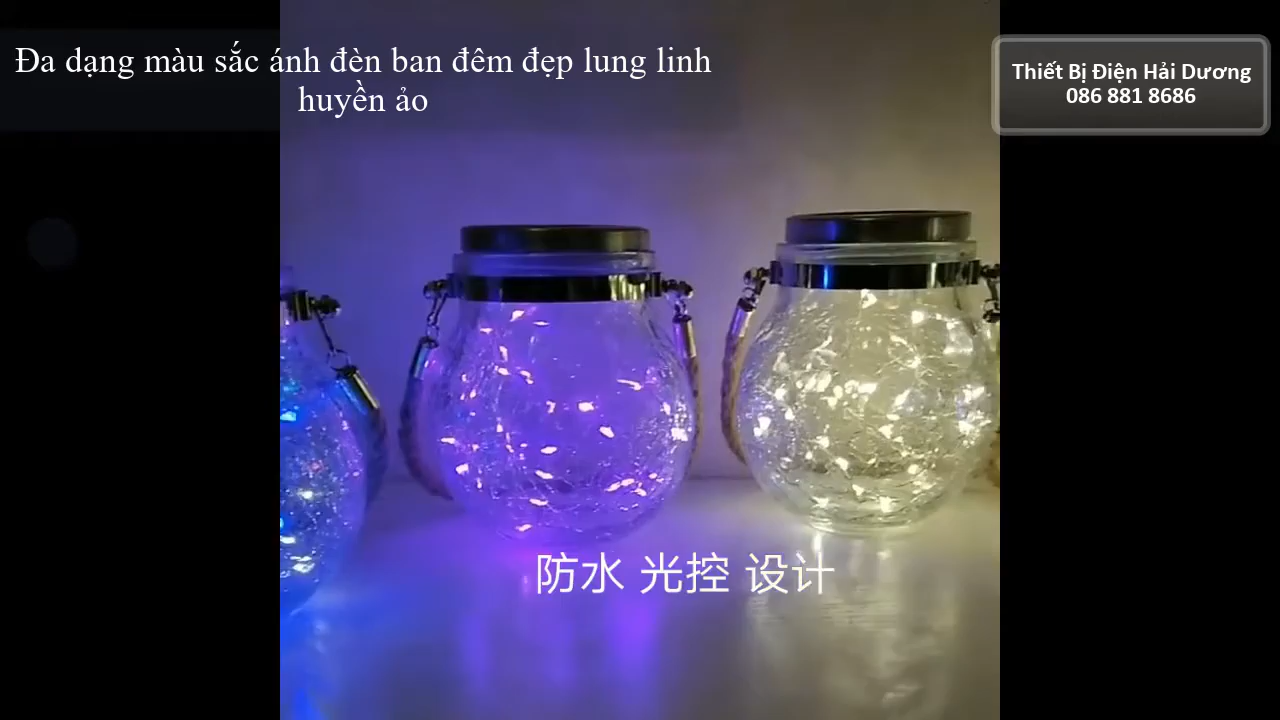 Đa dạng màu sắc ánh đèn ban đêm đẹp lung linh
huyền ảo
Thiết Bị Điện Hải Dương
086 881 8686
防水 光控 设计